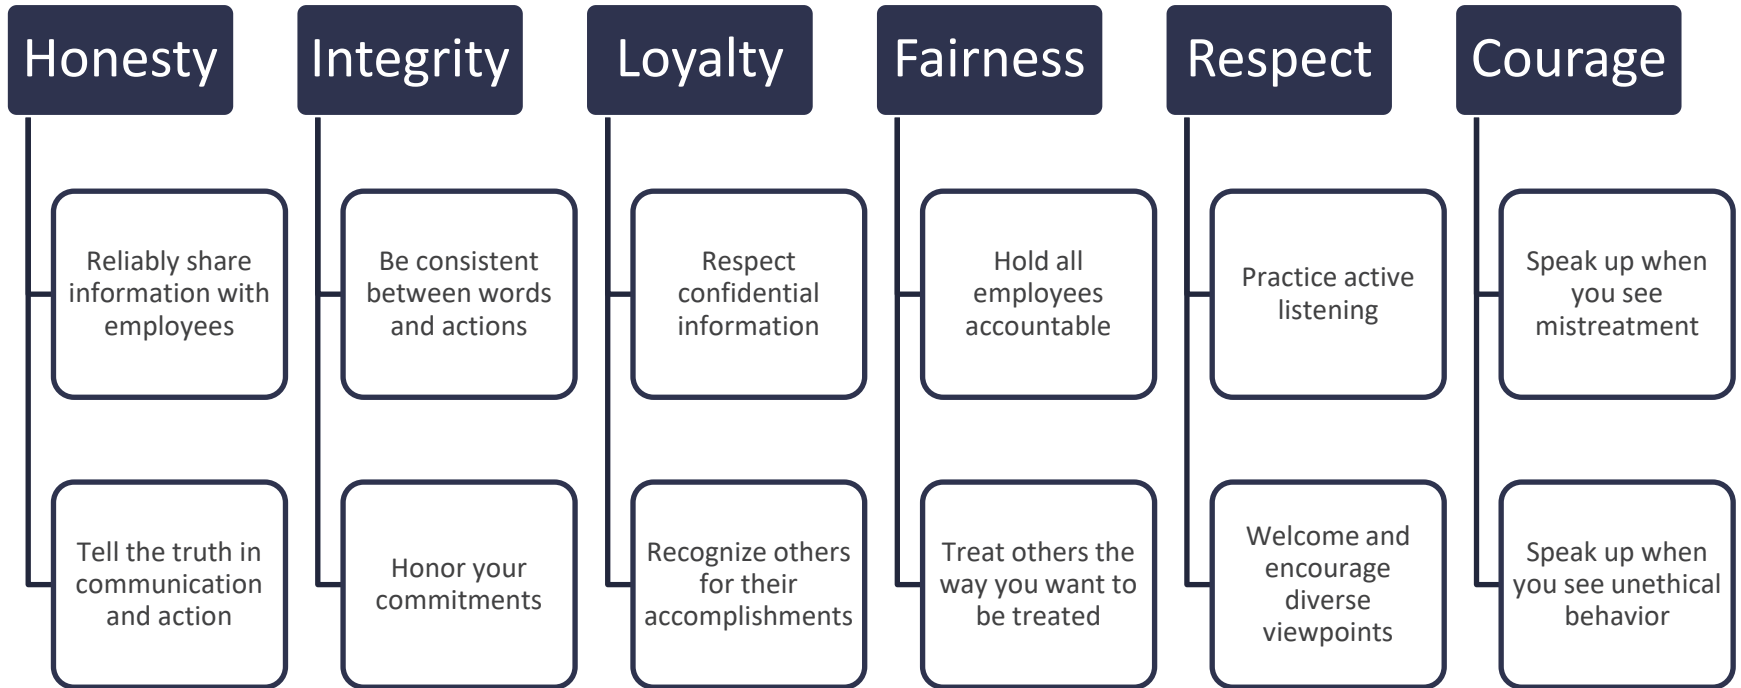 Honesty
Reliably share
information with
employees
Tell the truth in
communication
and action
Integrity
Be consistent
between words
and actions
Honor your
commitments
Loyalty
Respect
confidential
information
Recognize others
for their
accomplishments
Fairness
Hold all
employees
accountable
Treat others the
way you want to
be treated
Respect
Practice active
listening
Welcome and
encourage
diverse
viewpoints
Courage
Speak up when
you see
mistreatment
Speak up when
you see unethical
behavior